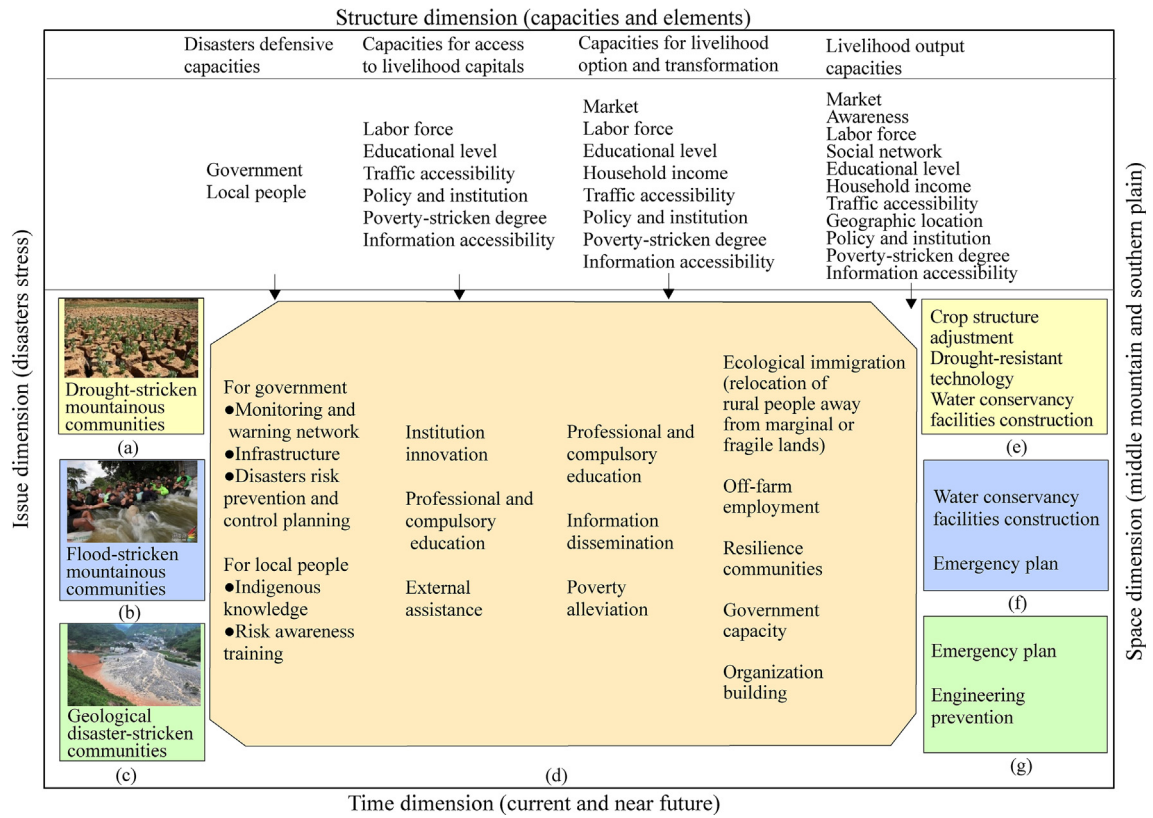 Structure dimension (capacities and elements)
Disasters defensive
capacities
Capacities for access
to livelihood capitals
Capacities for livelihood
option and transformation
Livelihood output
capacities
Government
Local people
Labor force
Educational level
Traffic accessibility
Policy and institution
Poverty-stricken degree
Information accessibility
Market
Labor force
Educational level
Household income
Traffic accessibility
Policy and institution
Poverty-stricken degree
Information accessibility
Market
Awareness
Labor force
Social network
Educational level
Household income
Traffic accessibility
Geographic location
Policy and institution
Poverty-stricken degree
Information accessibility
Issue dimension (disasters stress)
Drought-stricken
mountainous
communities
(a)
Flood-stricken
mountainous
communities
(b)
Geological
disaster-stricken
communities
(c)
For government
●Monitoring and
warning network
●Infrastructure
●Disasters risk
prevention and
control planning
For local people
●Indigenous
knowledge
●Risk awareness
training
Institution
innovation
Professional and
compulsory
education
External
assistance
Professional and
compulsory
education
Information
dissemination
Poverty
alleviation
Ecological immigration
(relocation of
rural people away
from marginal or
fragile lands)
Off-farm
employment
Resilience
communities
Government
capacity
Organization
building
(d)
Crop structure
adjustment
Drought-resistant
technology
Water conservancy
facilities construction
(e)
Water conservancy
facilities construction
Emergency plan
(f)
Emergency plan
Engineering
prevention
(g)
Space dimension (middle mountain and southern plain)
Time dimension (current and near future)